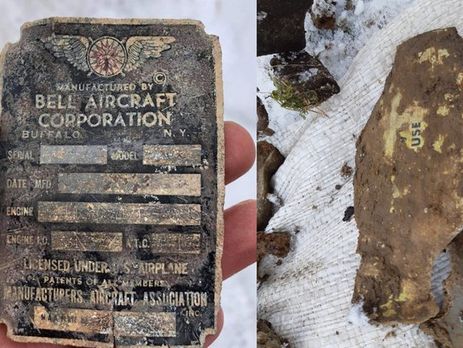 MANUFACTURED BY
©
BELL AIRCRAFT
CORPORATION
BUFFALO, N.Y.
SERIAL MODEL
DATE MFD
ENGINE
ENGINE I.D. A.T.C.
LICENSED UNDER U S AIRPLANE
PATENTS OF ALL MEMBERS
MANUFACTURERS AIRCRAFT ASSOCIATION
INC.
USE